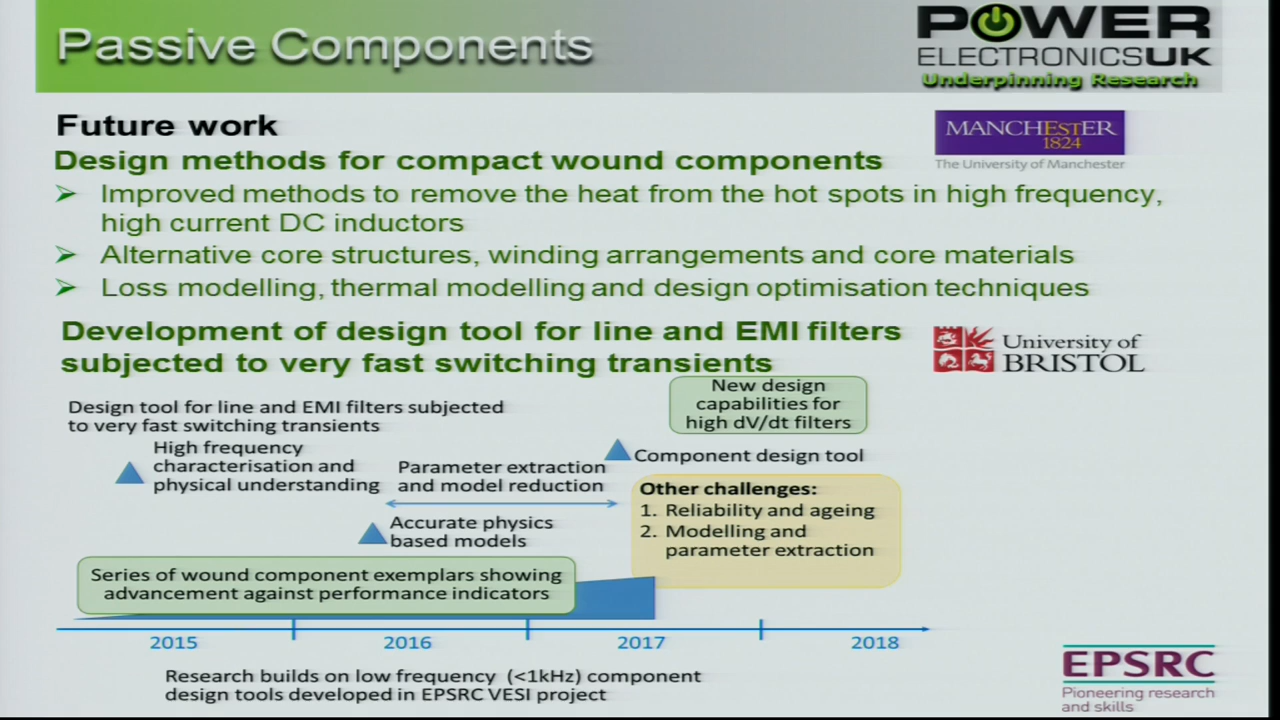 Passive Components
POWER
ELECTRONICSUK
Underpinning Research
Future work
MANCHESTER
1824
The University of Manchester
Design methods for compact wound components
Improved methods to remove the heat from the hot spots in high frequency,
high current DC inductors
Alternative core structures, winding arrangements and core materials
Loss modelling, thermal modelling and design optimisation techniques
Development of design tool for line and EMI filters
subjected to very fast switching transients
University of
BRISTOL
New design
capabilities for
high dV/dt filters
Design tool for line and EMI filters subjected
to very fast switching transients
High frequency
characterisation and
physical understanding
Parameter extraction
and model reduction
Component design tool
Other challenges:
1. Reliability and ageing
2. Modelling and
parameter extraction
Accurate physics
based models
Series of wound component exemplars showing
advancement against performance indicators
2015
2016
2017
2018
Research builds on low frequency (<1kHz) component
design tools developed in EPSRC VESI project
EPSRC
Pioneering research
and skills